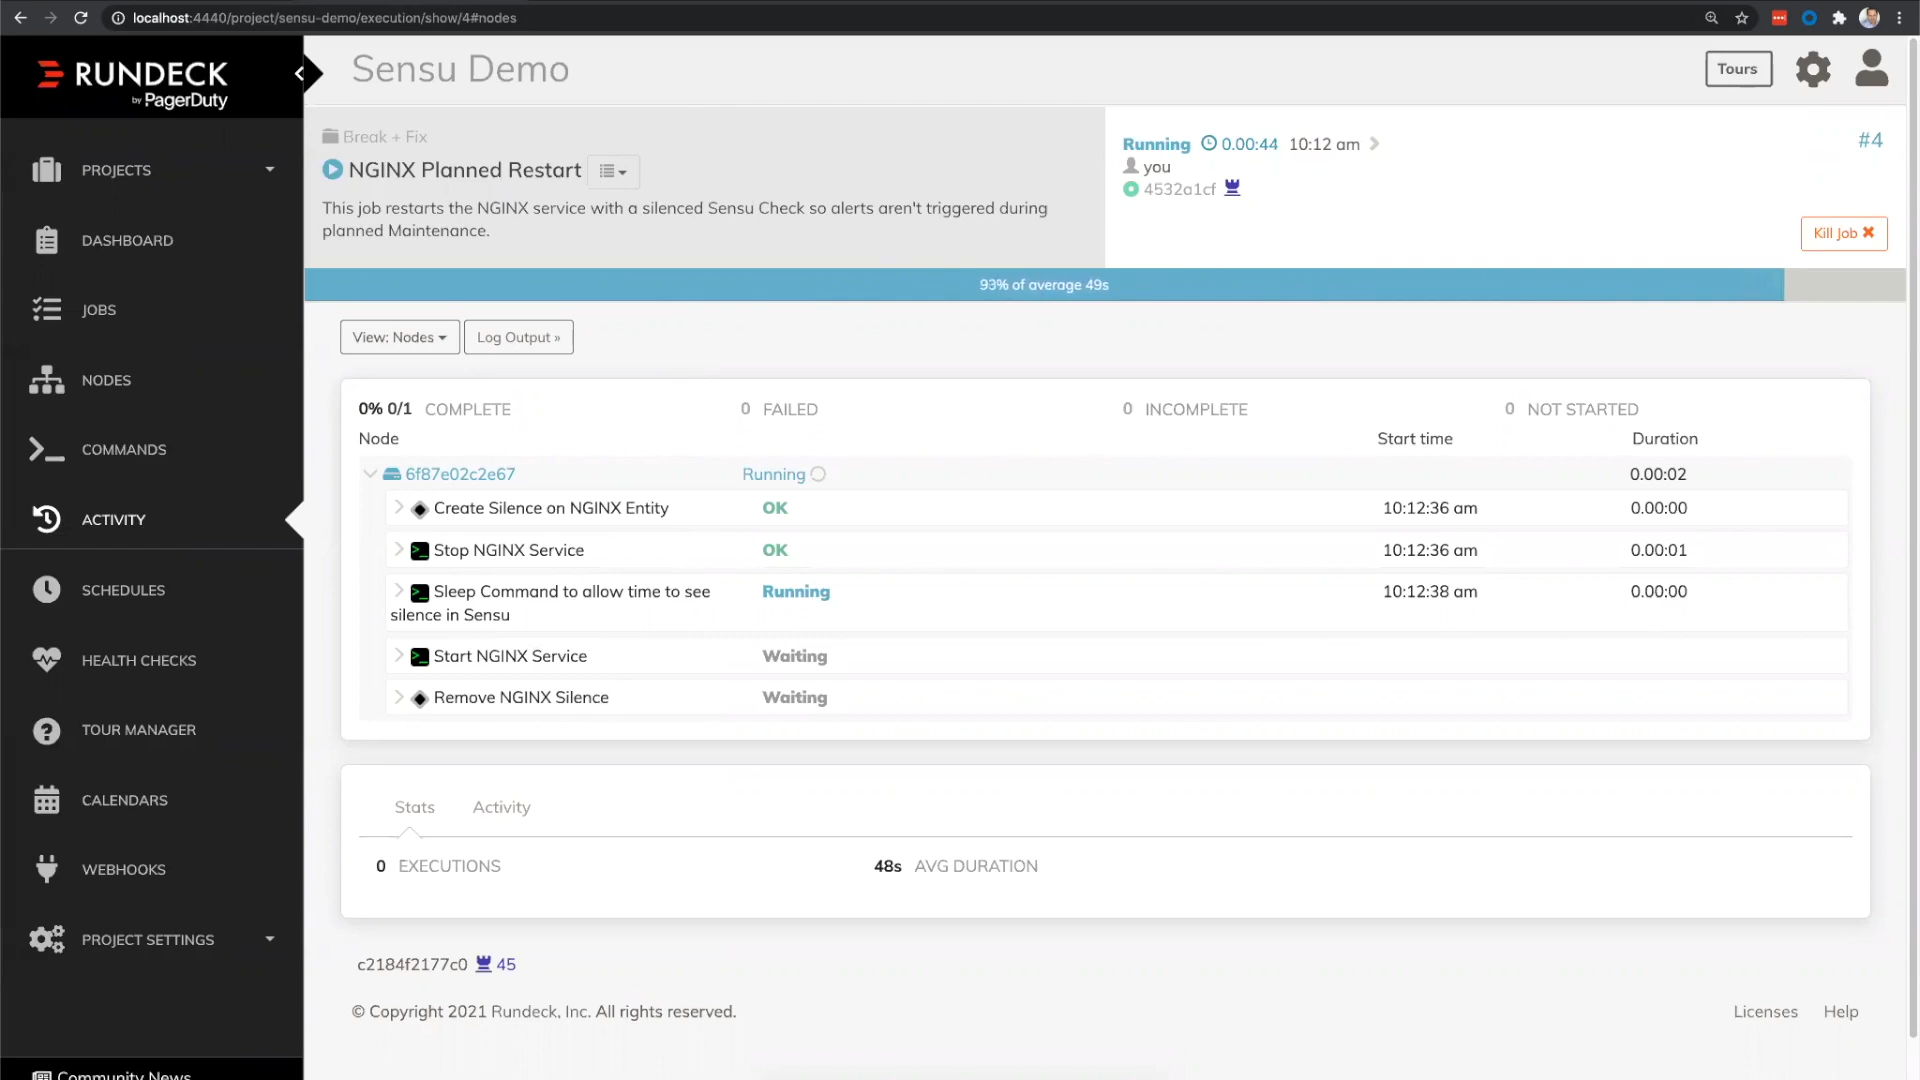 localhost:4440/project/sensu-demo/execution/show/4#nodes
RUNDECK
by PagerDuty
Sensu Demo
Tours
PROJECTS
DASHBOARD
JOBS
NODES
COMMANDS
ACTIVITY
SCHEDULES
HEALTH CHECKS
TOUR MANAGER
CALENDARS
WEBHOOKS
PROJECT SETTINGS
Community News
Break + Fix
NGINX Planned Restart
This job restarts the NGINX service with a silenced Sensu Check so alerts aren't triggered during
planned Maintenance.
Running 0.00:44 10:12 am
#4
you
4532a1cf
Kill Job
93% of average 49s
View: Nodes Log Output »
0% 0/1 COMPLETE 0 FAILED 0 INCOMPLETE 0 NOT STARTED
Node Start time Duration
6f87e02c2e67 Running 0.00:02
Create Silence on NGINX Entity OK 10:12:36 am 0.00:00
>_ Stop NGINX Service OK 10:12:36 am 0.00:01
>_ Sleep Command to allow time to see Running 10:12:38 am 0.00:00
silence in Sensu
>_ Start NGINX Service Waiting
Remove NGINX Silence Waiting
Stats Activity
0 EXECUTIONS 48s AVG DURATION
c2184f2177c0 45
© Copyright 2021 Rundeck, Inc. All rights reserved.
Licenses Help